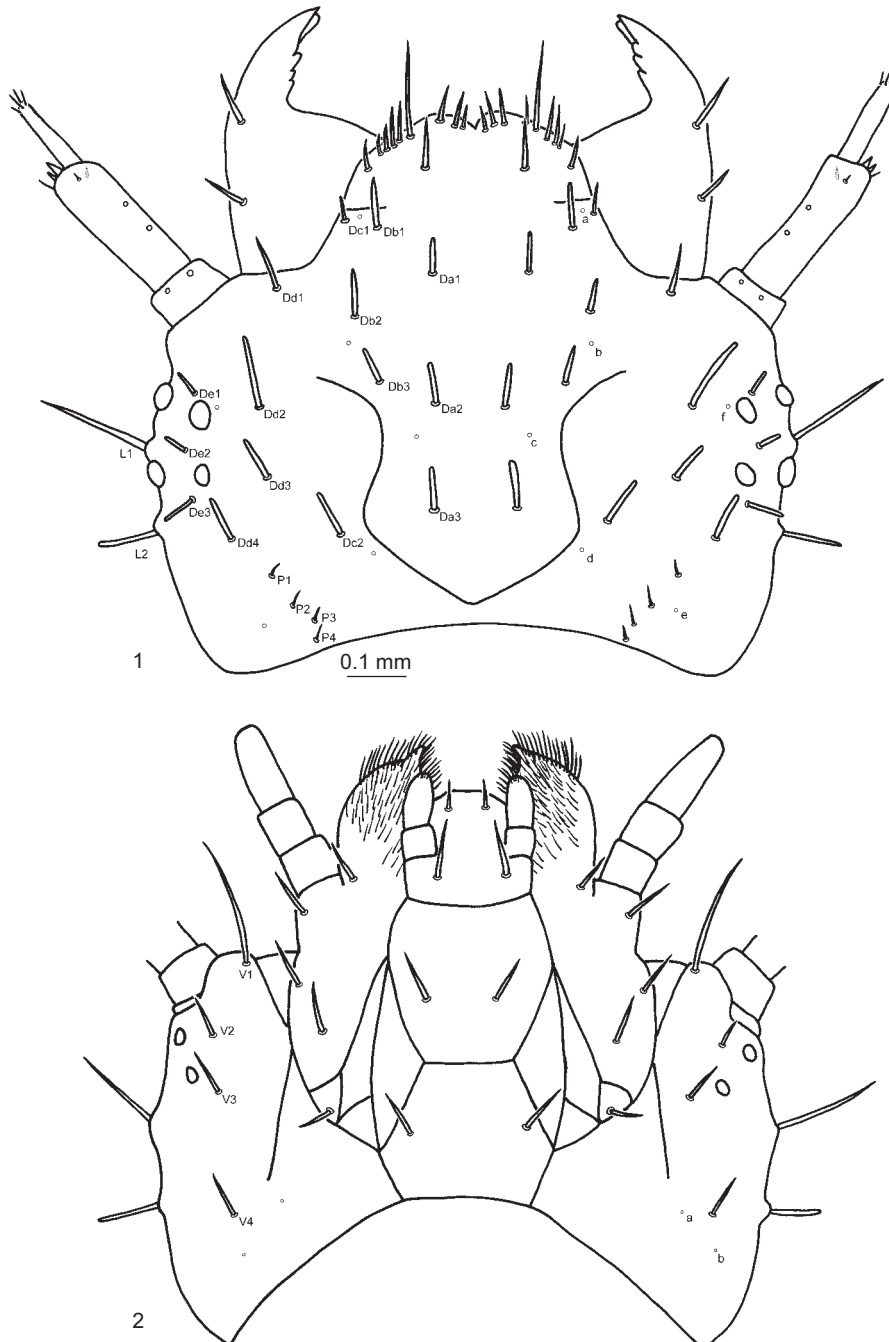 Dc1
Db1
a
Da1
Dd1
Db2
b
Db3
De1
Dd2
Da2
f
c
L1
De2
Dd3
Da3
De3
Dd4
Dc2
L2
d
P1
P2
P3
e
P4
1
0.1 mm
V1
V2
V3
V4
a
b
2